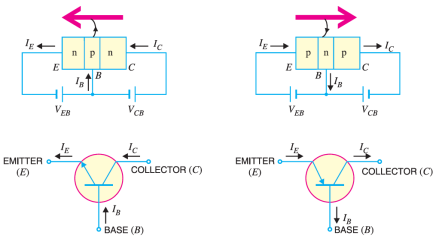 I_E n p n I_C
E B C
I_B
V_EB V_CB
I_E p n p I_C
E B C
I_B
V_EB V_CB
I_E I_C
EMITTER (E) COLLECTOR (C)
I_B
BASE (B)
I_E I_C
EMITTER (E) COLLECTOR (C)
I_B
BASE (B)